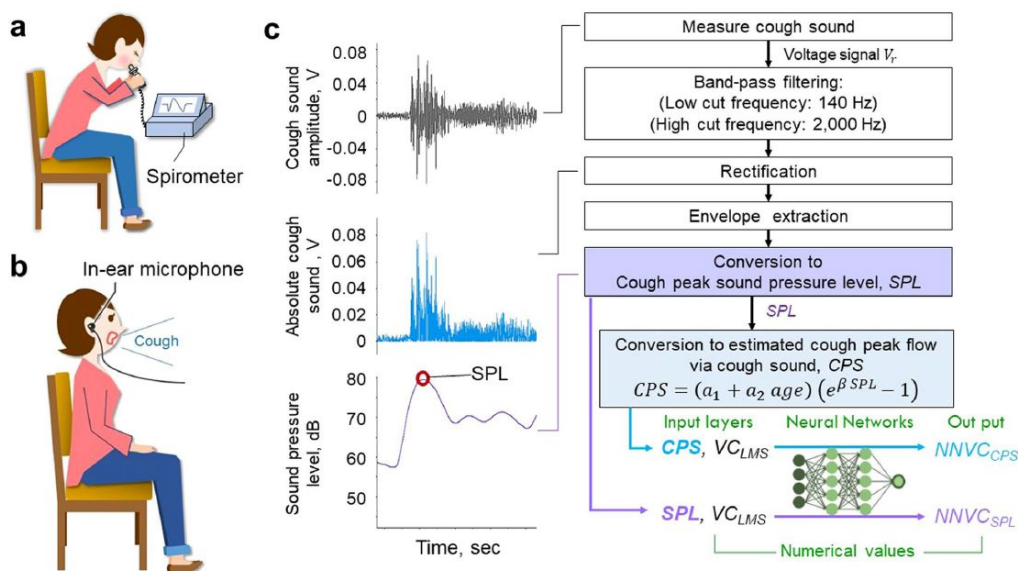 a
Spirometer
b
In-ear microphone
Cough
c
Cough sound
amplitude, V
0.08
0.04
0
-0.04
-0.08
Absolute cough
sound , V
0.08
0.06
0.04
0.02
0
Sound pressure
level, dB
80
70
60
50
SPL
Time, sec
Measure cough sound
Voltage signal V_r
Band-pass filtering:
(Low cut frequency: 140 Hz)
(High cut frequency: 2,000 Hz)
Rectification
Envelope extraction
Conversion to
Cough peak sound pressure level, SPL
SPL
Conversion to estimated cough peak flow
via cough sound, CPS
CPS = (a₁ + a₂ age) (e^{β SPL} − 1)
Input layers Neural Networks Out put
CPS, VC_LMS NNVC_CPS
SPL, VC_LMS NNVC_SPL
Numerical values